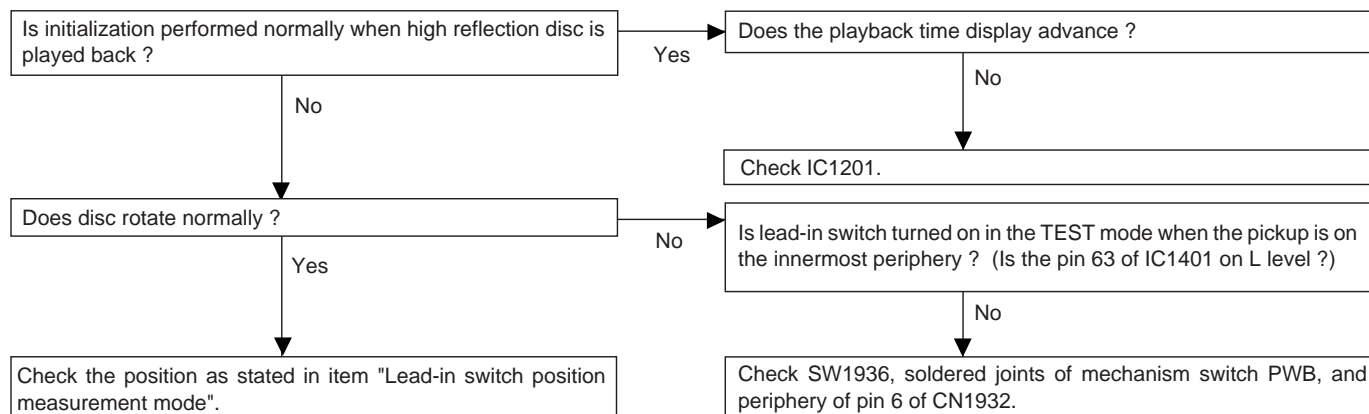 Is initialization performed normally when high reflection disc is
played back ?
Yes
Does the playback time display advance ?
No
No
Check IC1201.
Does disc rotate normally ?
No
Is lead-in switch turned on in the TEST mode when the pickup is on
the innermost periphery ? (Is the pin 63 of IC1401 on L level ?)
Yes
No
Check the position as stated in item "Lead-in switch position
measurement mode".
Check SW1936, soldered joints of mechanism switch PWB, and
periphery of pin 6 of CN1932.